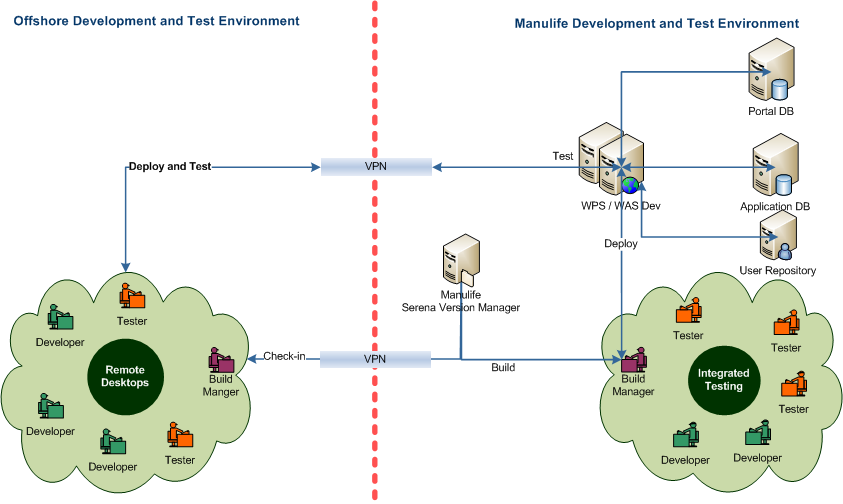 Offshore Development and Test Environment
Manulife Development and Test Environment
Portal DB
Deploy and Test
VPN
Test
WPS / WAS Dev
Application DB
Deploy
User Repository
Manulife
Serena Version Manager
Tester
Developer
Remote
Desktops
Build
Manger
Check-in
VPN
Build
Developer
Developer
Tester
Tester
Tester
Build
Manager
Integrated
Testing
Tester
Developer
Developer